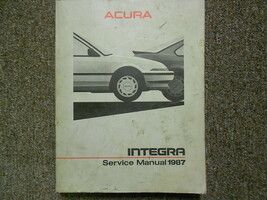 ACURA
INTEGRA
Service Manual 1987